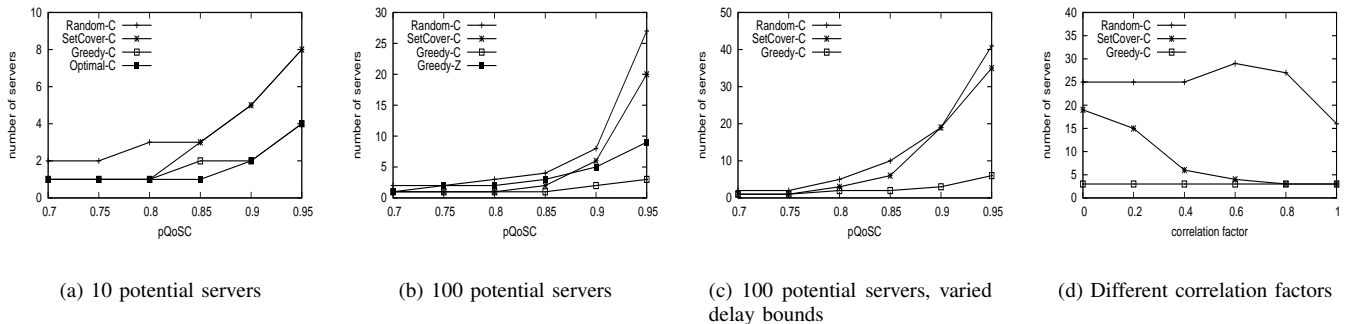 number of servers
10
8
6
4
2
0
Random-C
SetCover-C
Greedy-C
Optimal-C
0.7 0.75 0.8 0.85 0.9 0.95
pQoSC
(a) 10 potential servers
number of servers
30
25
20
15
10
5
0
Random-C
SetCover-C
Greedy-C
Greedy-Z
0.7 0.75 0.8 0.85 0.9 0.95
pQoSC
(b) 100 potential servers
number of servers
50
40
30
20
10
0
Random-C
SetCover-C
Greedy-C
0.7 0.75 0.8 0.85 0.9 0.95
pQoSC
(c) 100 potential servers, varied
delay bounds
number of servers
40
35
30
25
20
15
10
5
0
Random-C
SetCover-C
Greedy-C
0 0.2 0.4 0.6 0.8 1
correlation factor
(d) Different correlation factors